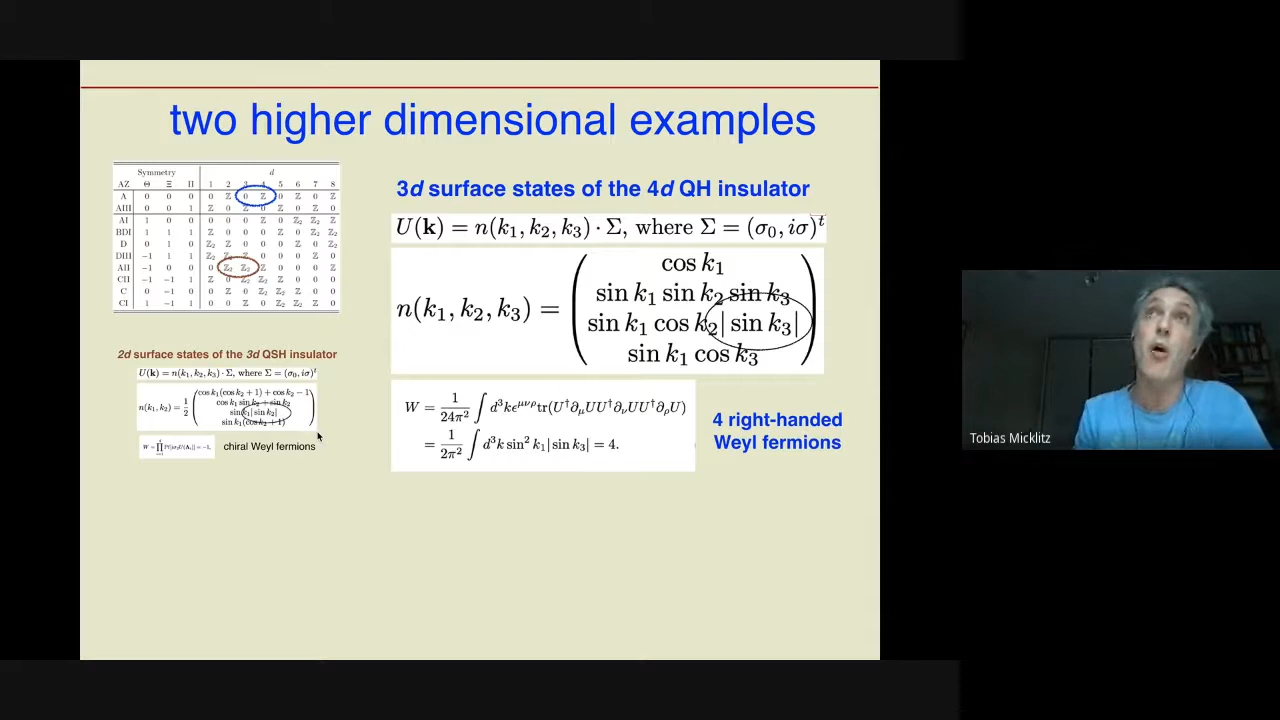 two higher dimensional examples
Symmetry d
AZ Θ Ξ Π 1 2 3 4 5 6 7 8
A 0 0 0 0 ℤ 0 ℤ 0 ℤ 0 ℤ
AIII 0 0 1 ℤ 0 ℤ 0 ℤ 0 ℤ 0
AI 1 0 0 0 0 0 ℤ 0 ℤ₂ ℤ₂ ℤ
BDI 1 1 1 ℤ 0 0 0 ℤ 0 ℤ₂ ℤ₂
D 0 1 0 ℤ₂ ℤ 0 0 0 ℤ 0 ℤ₂
DIII −1 1 1 ℤ₂ ℤ₂ ℤ 0 0 0 ℤ 0
AII −1 0 0 0 ℤ₂ ℤ₂ ℤ 0 0 0 ℤ
CII −1 −1 1 ℤ 0 ℤ₂ ℤ₂ ℤ 0 0 0
C 0 −1 0 0 ℤ 0 ℤ₂ ℤ₂ ℤ 0 0
CI 1 −1 1 0 0 ℤ 0 ℤ₂ ℤ₂ ℤ 0
2d surface states of the 3d QSH insulator
U(k) = n(k₁, k₂, k₃) · Σ, where Σ = (σ₀, iσ)ᵗ
n(k₁, k₂) = 1/2
cos k₁(cos k₂ + 1) + cos k₂ − 1
cos k₁ sin k₂ + sin k₂
sin k₁| sin k₂|
sin k₁(cos k₂ + 1)
chiral Weyl fermions
3d surface states of the 4d QH insulator
U(k) = n(k₁, k₂, k₃) · Σ, where Σ = (σ₀, iσ)ᵗ
n(k₁, k₂, k₃) =
cos k₁
sin k₁ sin k₂ sin k₃
sin k₁ cos k₂| sin k₃|
sin k₁ cos k₃
W = 1/24π² ∫ d³k ϵ^μνρ tr(U†∂_μUU†∂_νUU†∂_ρU)
= 1/2π² ∫ d³k sin² k₁| sin k₃| = 4.
4 right-handed
Weyl fermions
Tobias Micklitz